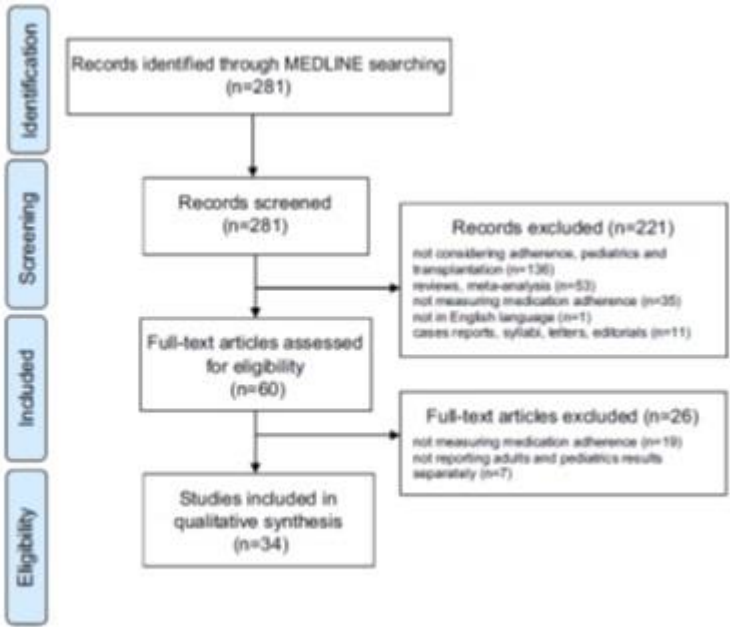 Identification
Records identified through MEDLINE searching
(n=281)
Screening
Records screened
(n=281)
Records excluded (n=221)
not considering adherence, pediatrics and
transplantation (n=136)
reviews, meta-analysis (n=53)
not measuring medication adherence (n=35)
not in English language (n=1)
cases reports, syllabi, letters, editorials (n=11)
Included
Full-text articles assessed
for eligibility
(n=60)
Full-text articles excluded (n=26)
not measuring medication adherence (n=19)
not reporting adults and pediatrics results
separately (n=7)
Eligibility
Studies included in
qualitative synthesis
(n=34)